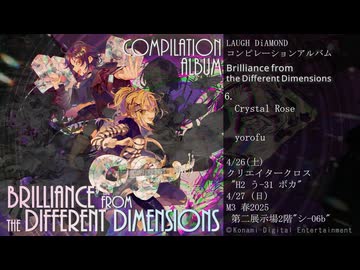 COMPILATION
ALBUM
BRILLIANCE FROM
THE DIFFERENT DIMENSIONS
LAUGH DiAMOND
コンピレーションアルバム
Brilliance from
the Different Dimensions
6.
Crystal Rose
yorofu
4/26(土)
クリエイタークロス
"H2 う-31 ボカ"
4/27 (日)
M3 春2025
第二展示場2階"シ-06b"
©Konami Digital Entertainment